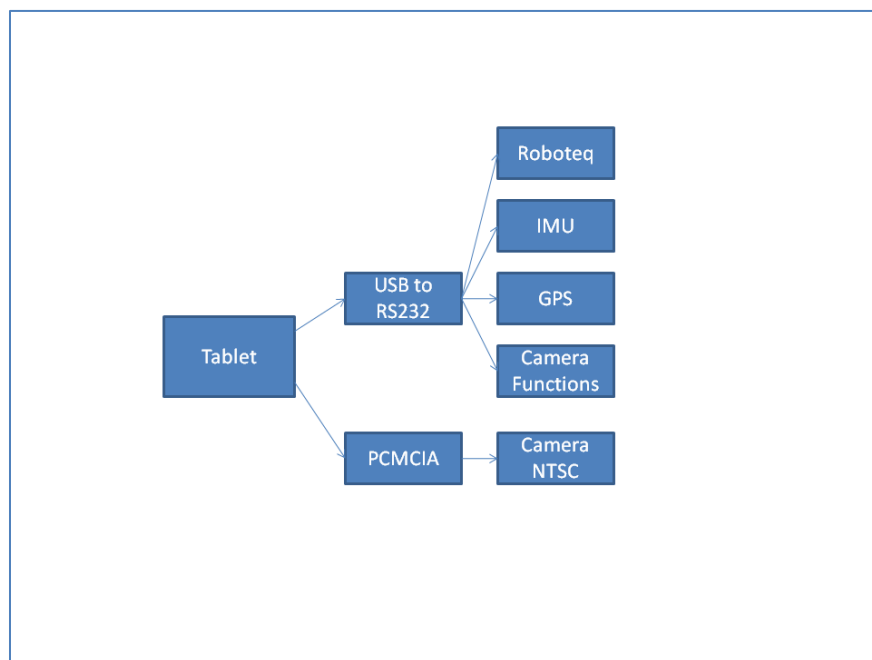 Roboteq
IMU
USB to
RS232
GPS
Tablet
Camera
Functions
PCMCIA
Camera
NTSC